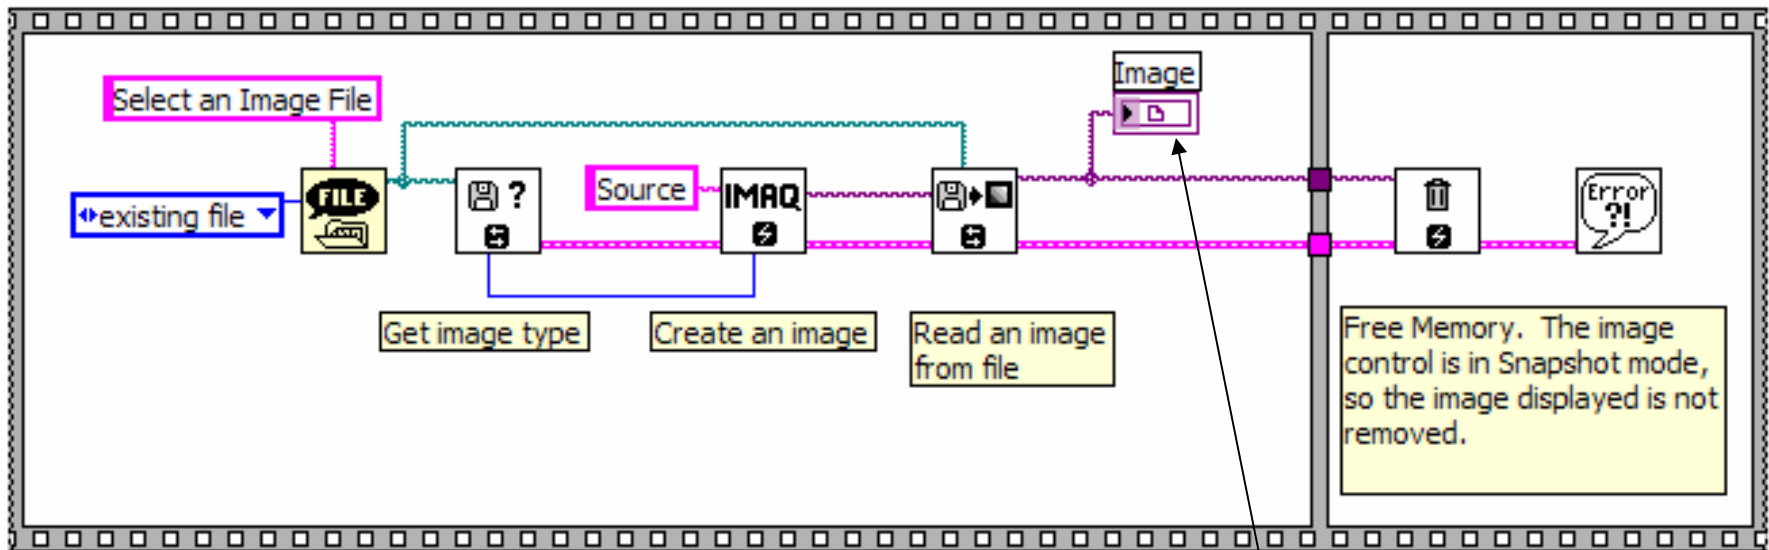 Image
Select an Image File
FILE
?
Source
IMAQ
Error
?!
existing file
Get image type
Create an image
Read an image
from file
Free Memory.  The image
control is in Snapshot mode,
so the image displayed is not
removed.